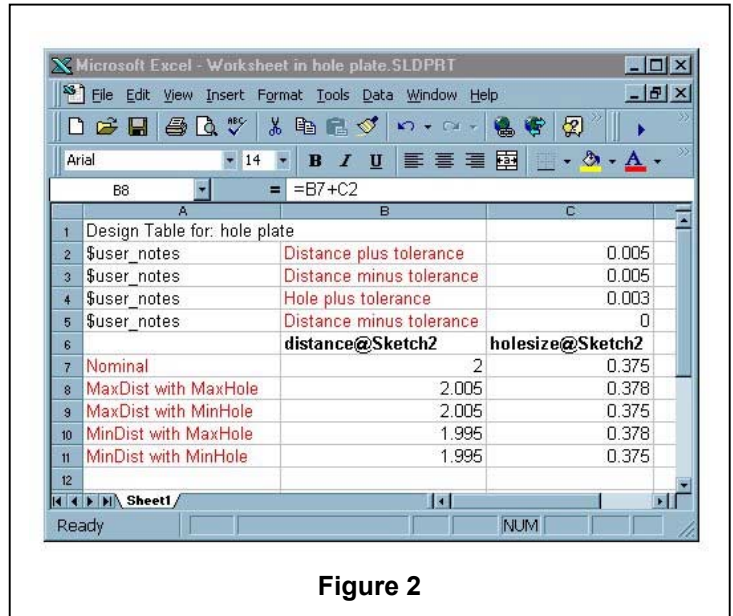 Microsoft Excel - Worksheet in hole plate.SLDPRT
File Edit View Insert Format Tools Data Window Help
Arial 14 B I U A
B8 = =B7+C2
A B C
1 Design Table for: hole plate
2 $user_notes Distance plus tolerance 0.005
3 $user_notes Distance minus tolerance 0.005
4 $user_notes Hole plus tolerance 0.003
5 $user_notes Distance minus tolerance 0
6 distance@Sketch2 holesize@Sketch2
7 Nominal 2 0.375
8 MaxDist with MaxHole 2.005 0.378
9 MaxDist with MinHole 2.005 0.375
10 MinDist with MaxHole 1.995 0.378
11 MinDist with MinHole 1.995 0.375
12
Sheet1
Ready NUM
Figure 2